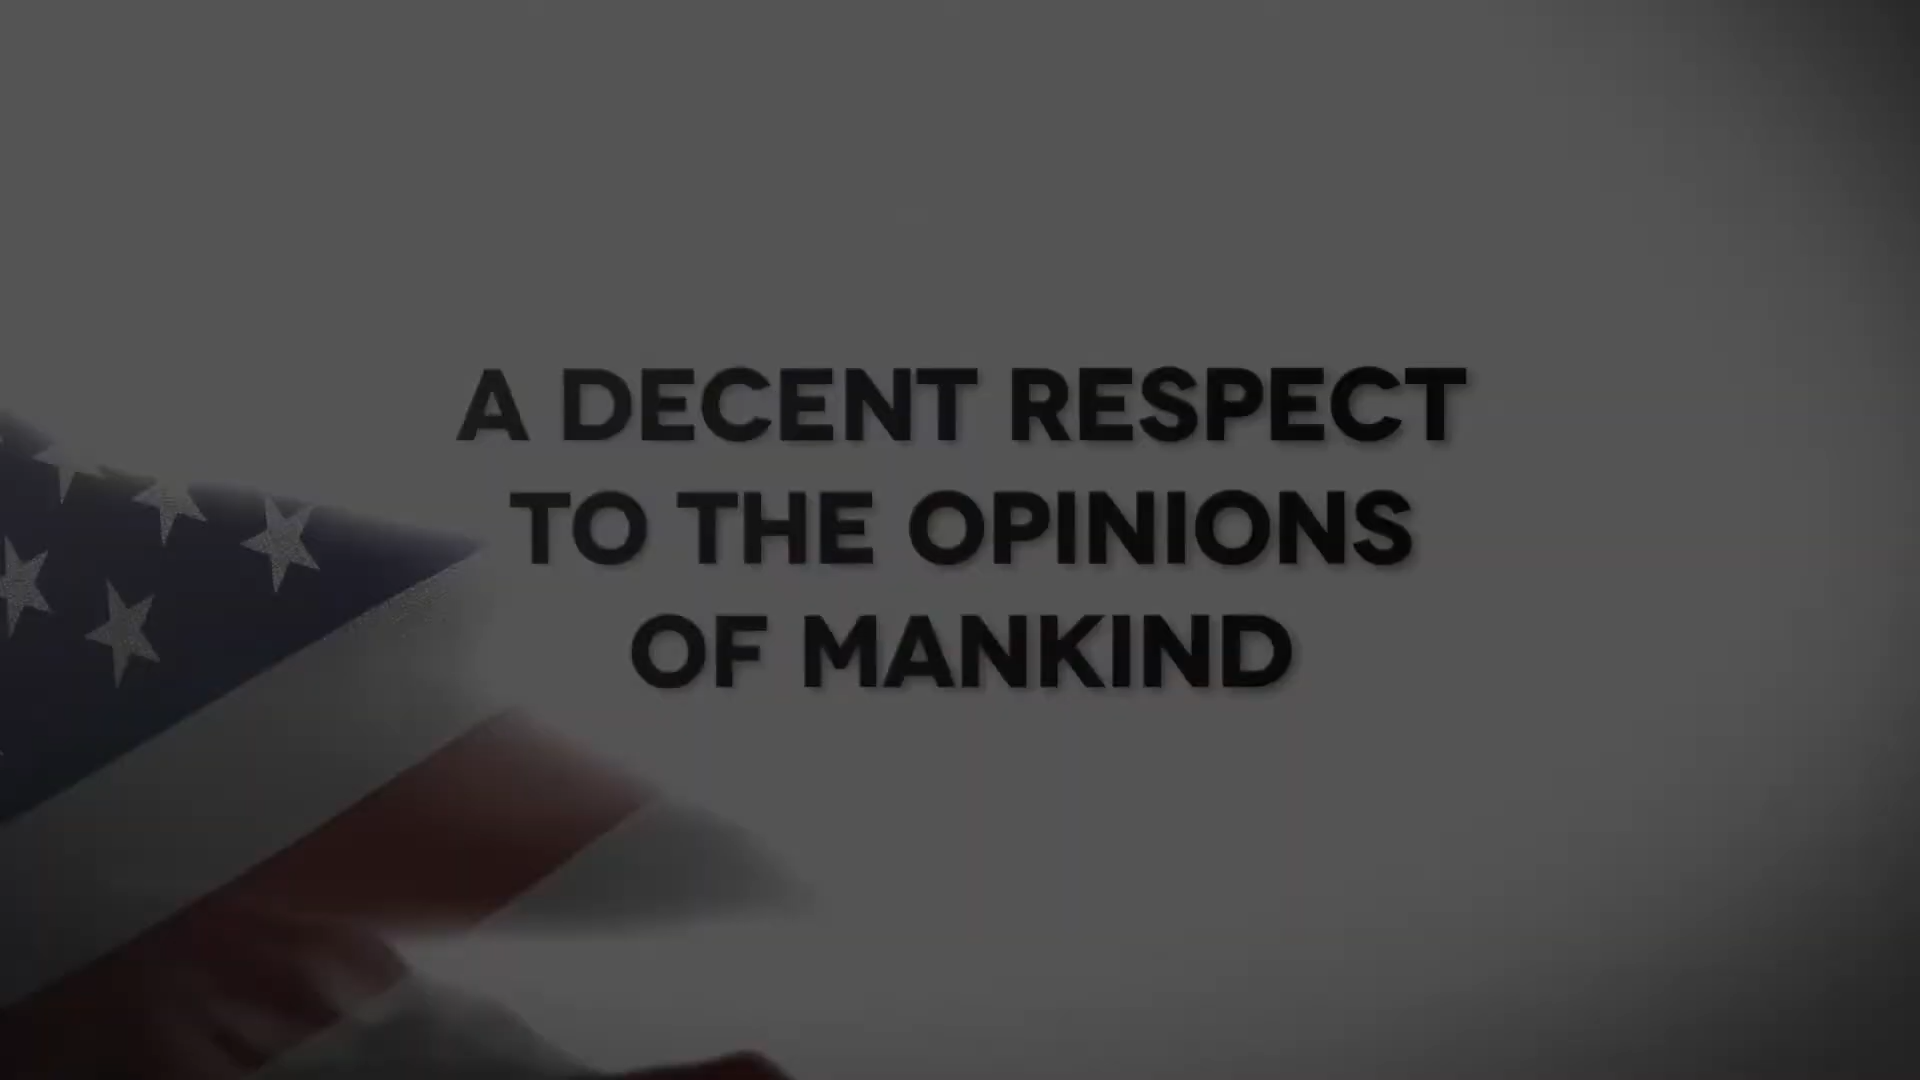 A DECENT RESPECT
TO THE OPINIONS
OF MANKIND